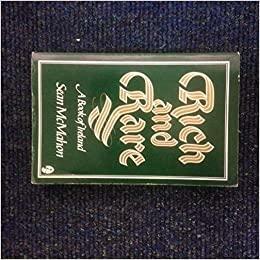 Rich
and
Rare
A Book of Ireland
Sean McMahon